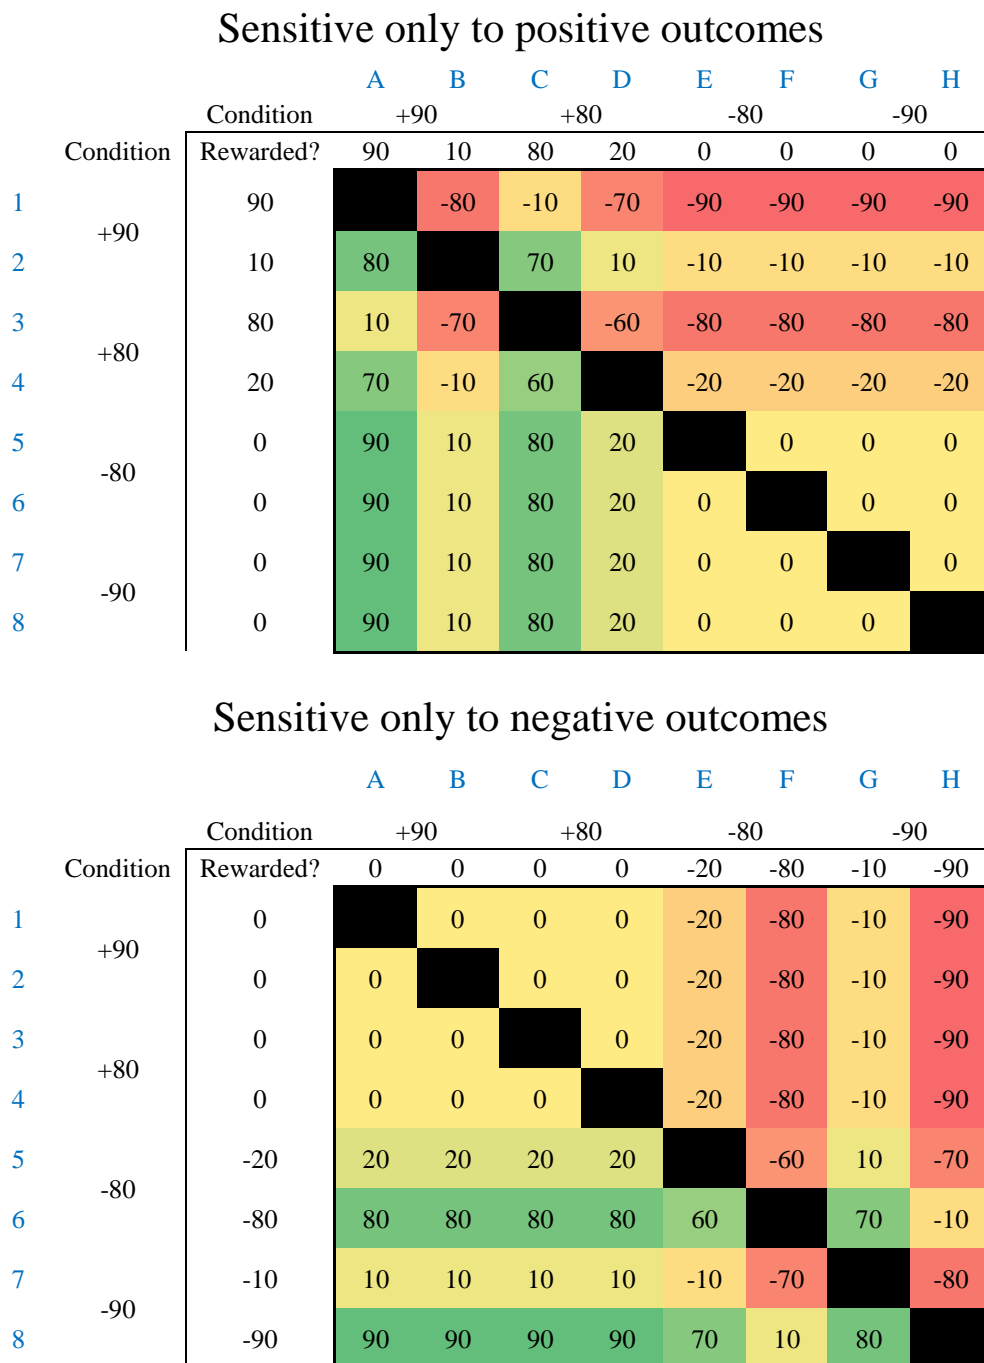 Sensitive only to positive outcomes
A B C D E F G H
Condition +90 +80 -80 -90
Condition Rewarded? 90 10 80 20 0 0 0 0
1 90 -80 -10 -70 -90 -90 -90 -90
+90
2 10 80 70 10 -10 -10 -10 -10
3 80 10 -70 -60 -80 -80 -80 -80
+80
4 20 70 -10 60 -20 -20 -20 -20
5 0 90 10 80 20 0 0 0
-80
6 0 90 10 80 20 0 0 0
7 0 90 10 80 20 0 0 0
-90
8 0 90 10 80 20 0 0 0
Sensitive only to negative outcomes
A B C D E F G H
Condition +90 +80 -80 -90
Condition Rewarded? 0 0 0 0 -20 -80 -10 -90
1 0 0 0 0 -20 -80 -10 -90
+90
2 0 0 0 0 -20 -80 -10 -90
3 0 0 0 0 -20 -80 -10 -90
+80
4 0 0 0 0 -20 -80 -10 -90
5 -20 20 20 20 20 -60 10 -70
-80
6 -80 80 80 80 80 60 70 -10
7 -10 10 10 10 10 -10 -70 -80
-90
8 -90 90 90 90 90 70 10 80